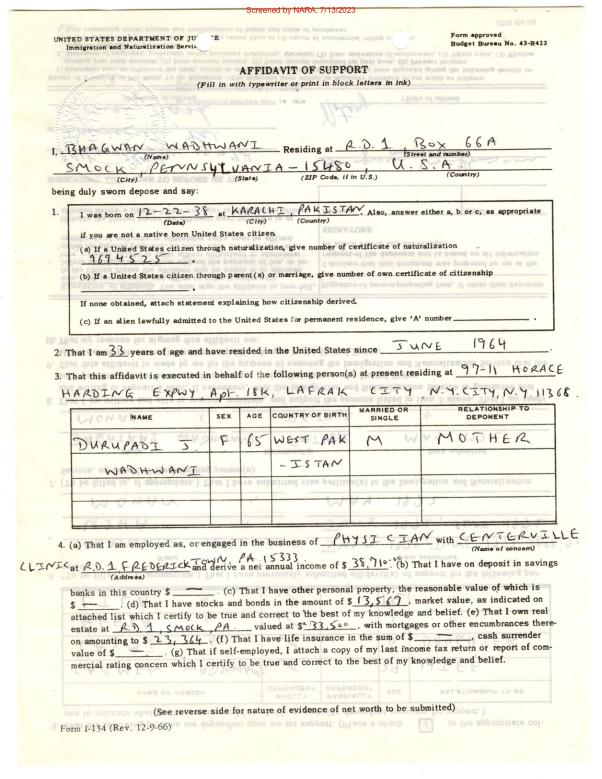 Screened by NARA, 7/13/2023
UNITED STATES DEPARTMENT OF JU E
Immigration and Naturalization Servic
Form approved
Budget Bureau No. 43-R423
AFFIDAVIT OF SUPPORT
(Fill in with typewriter or print in block letters in ink)
I, BHAGWAN WADHWANI Residing at R.D.1, BOX 66A
(Name) (Street and number)
SMOCK, PENNSYLVANIA-15480, U.S.A.
(City) (State) (ZIP Code, if in U.S.) (Country)
being duly sworn depose and say:
1. I was born on 12-22-38 at KARACHI, PAKISTAN. Also, answer either a, b or c, as appropriate
(Date) (City) (Country)
if you are not a native born United States citizen.
(a) If a United States citizen through naturalization, give number of certificate of naturalization
9694525.
(b) If a United States citizen through parent(s) or marriage, give number of own certificate of citizenship
.
If none obtained, attach statement explaining how citizenship derived.
(c) If an alien lawfully admitted to the United States for permanent residence, give 'A' number .
2. That I am 33 years of age and have resided in the United States since JUNE 1964
3. That this affidavit is executed in behalf of the following person(s) at present residing at 97-11 HORACE
HARDING EXPWY, Apt. 18K, LAFRAK CITY N.Y.CITY, N.Y 11368.
NAME SEX AGE COUNTRY OF BIRTH MARRIED OR SINGLE RELATIONSHIP TO DEPONENT
DURUPADI J. F 65 WEST PAK M MOTHER
WADHWANI -ISTAN
4. (a) That I am employed as, or engaged in the business of PHYSICIAN with CENTERVILLE
(Name of concern)
CLINIC at R.D.1 FREDERICKTOWN, PA 15333 and derive a net annual income of $ 38,710.00 (b) That I have on deposit in savings
(Address)
banks in this country $ —. (c) That I have other personal property, the reasonable value of which is
$ —. (d) That I have stocks and bonds in the amount of $ 13,567, market value, as indicated on
attached list which I certify to be true and correct to the best of my knowledge and belief. (e) That I own real
estate at R.D.1, SMOCK, PA valued at $ 33,500, with mortgages or other encumbrances there-
on amounting to $ 23,364. (f) That I have life insurance in the sum of $ —, cash surrender
value of $ —. (g) That if self-employed, I attach a copy of my last income tax return or report of com-
mercial rating concern which I certify to be true and correct to the best of my knowledge and belief.
(See reverse side for nature of evidence of net worth to be submitted)
Form I-134 (Rev. 12-9-66)